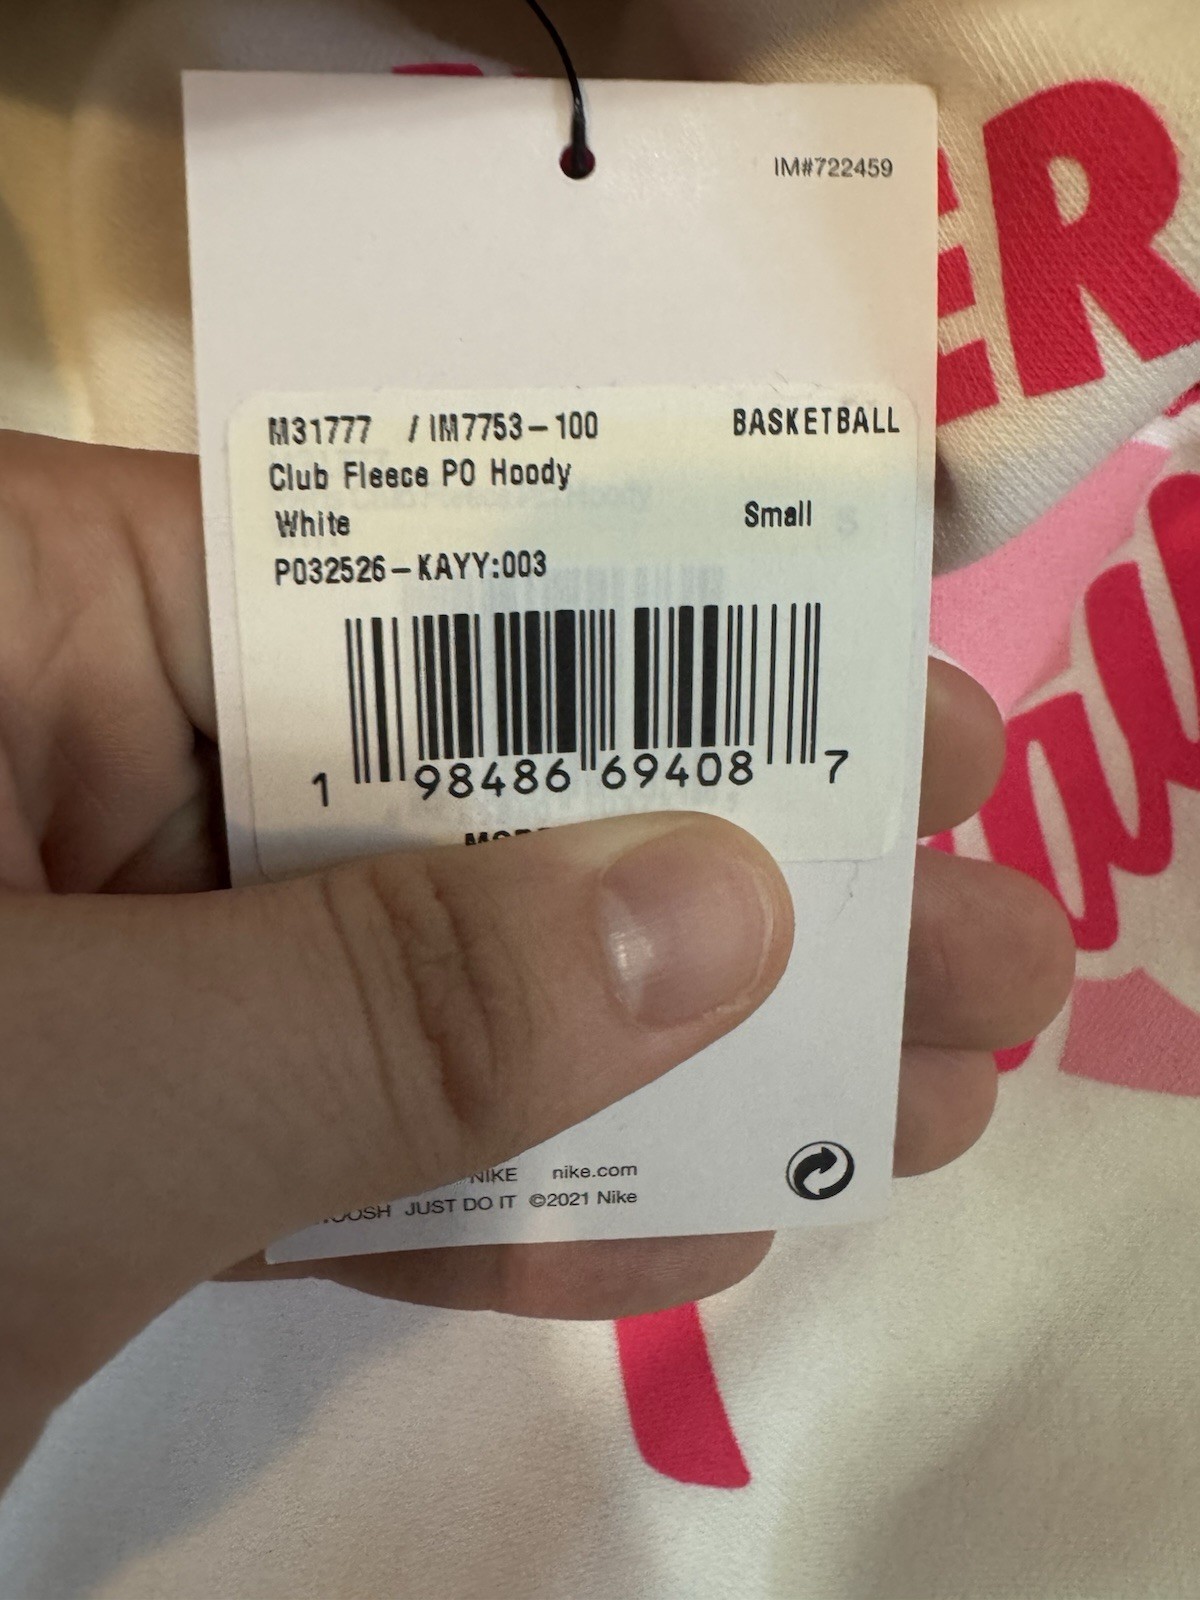 IM#722459
M31777 / IM7753-100 BASKETBALL
Club Fleece PO Hoody
White Small
P032526-KAYY:003
1 98486 69408 7
NIKE nike.com
JUST DO IT ©2021 Nike